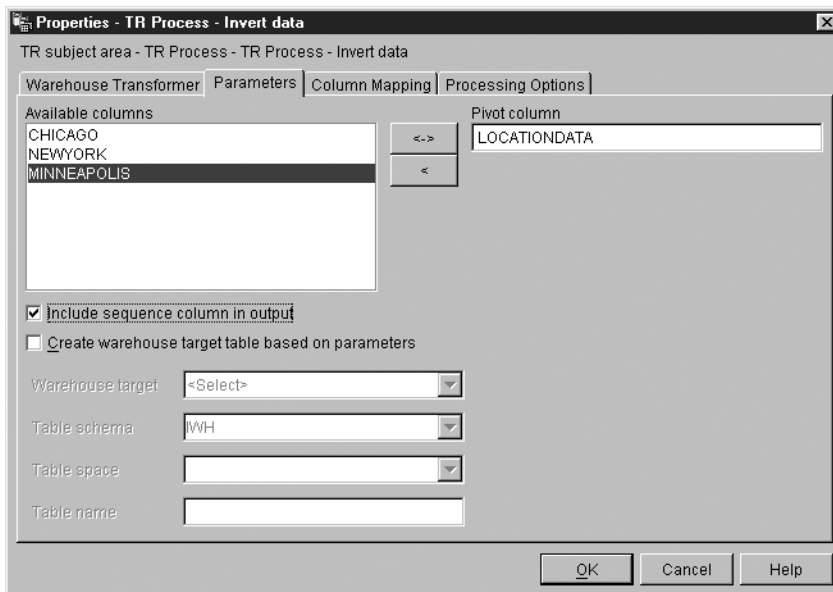 Properties - TR Process - Invert data
TR subject area - TR Process - TR Process - Invert data
Warehouse Transformer Parameters Column Mapping Processing Options
Available columns Pivot column
CHICAGO <-> LOCATIONDATA
NEWYORK
MINNEAPOLIS <
Include sequence column in output
Create warehouse target table based on parameters
Warehouse target <Select>
Table schema IWH
Table space
Table name
OK Cancel Help